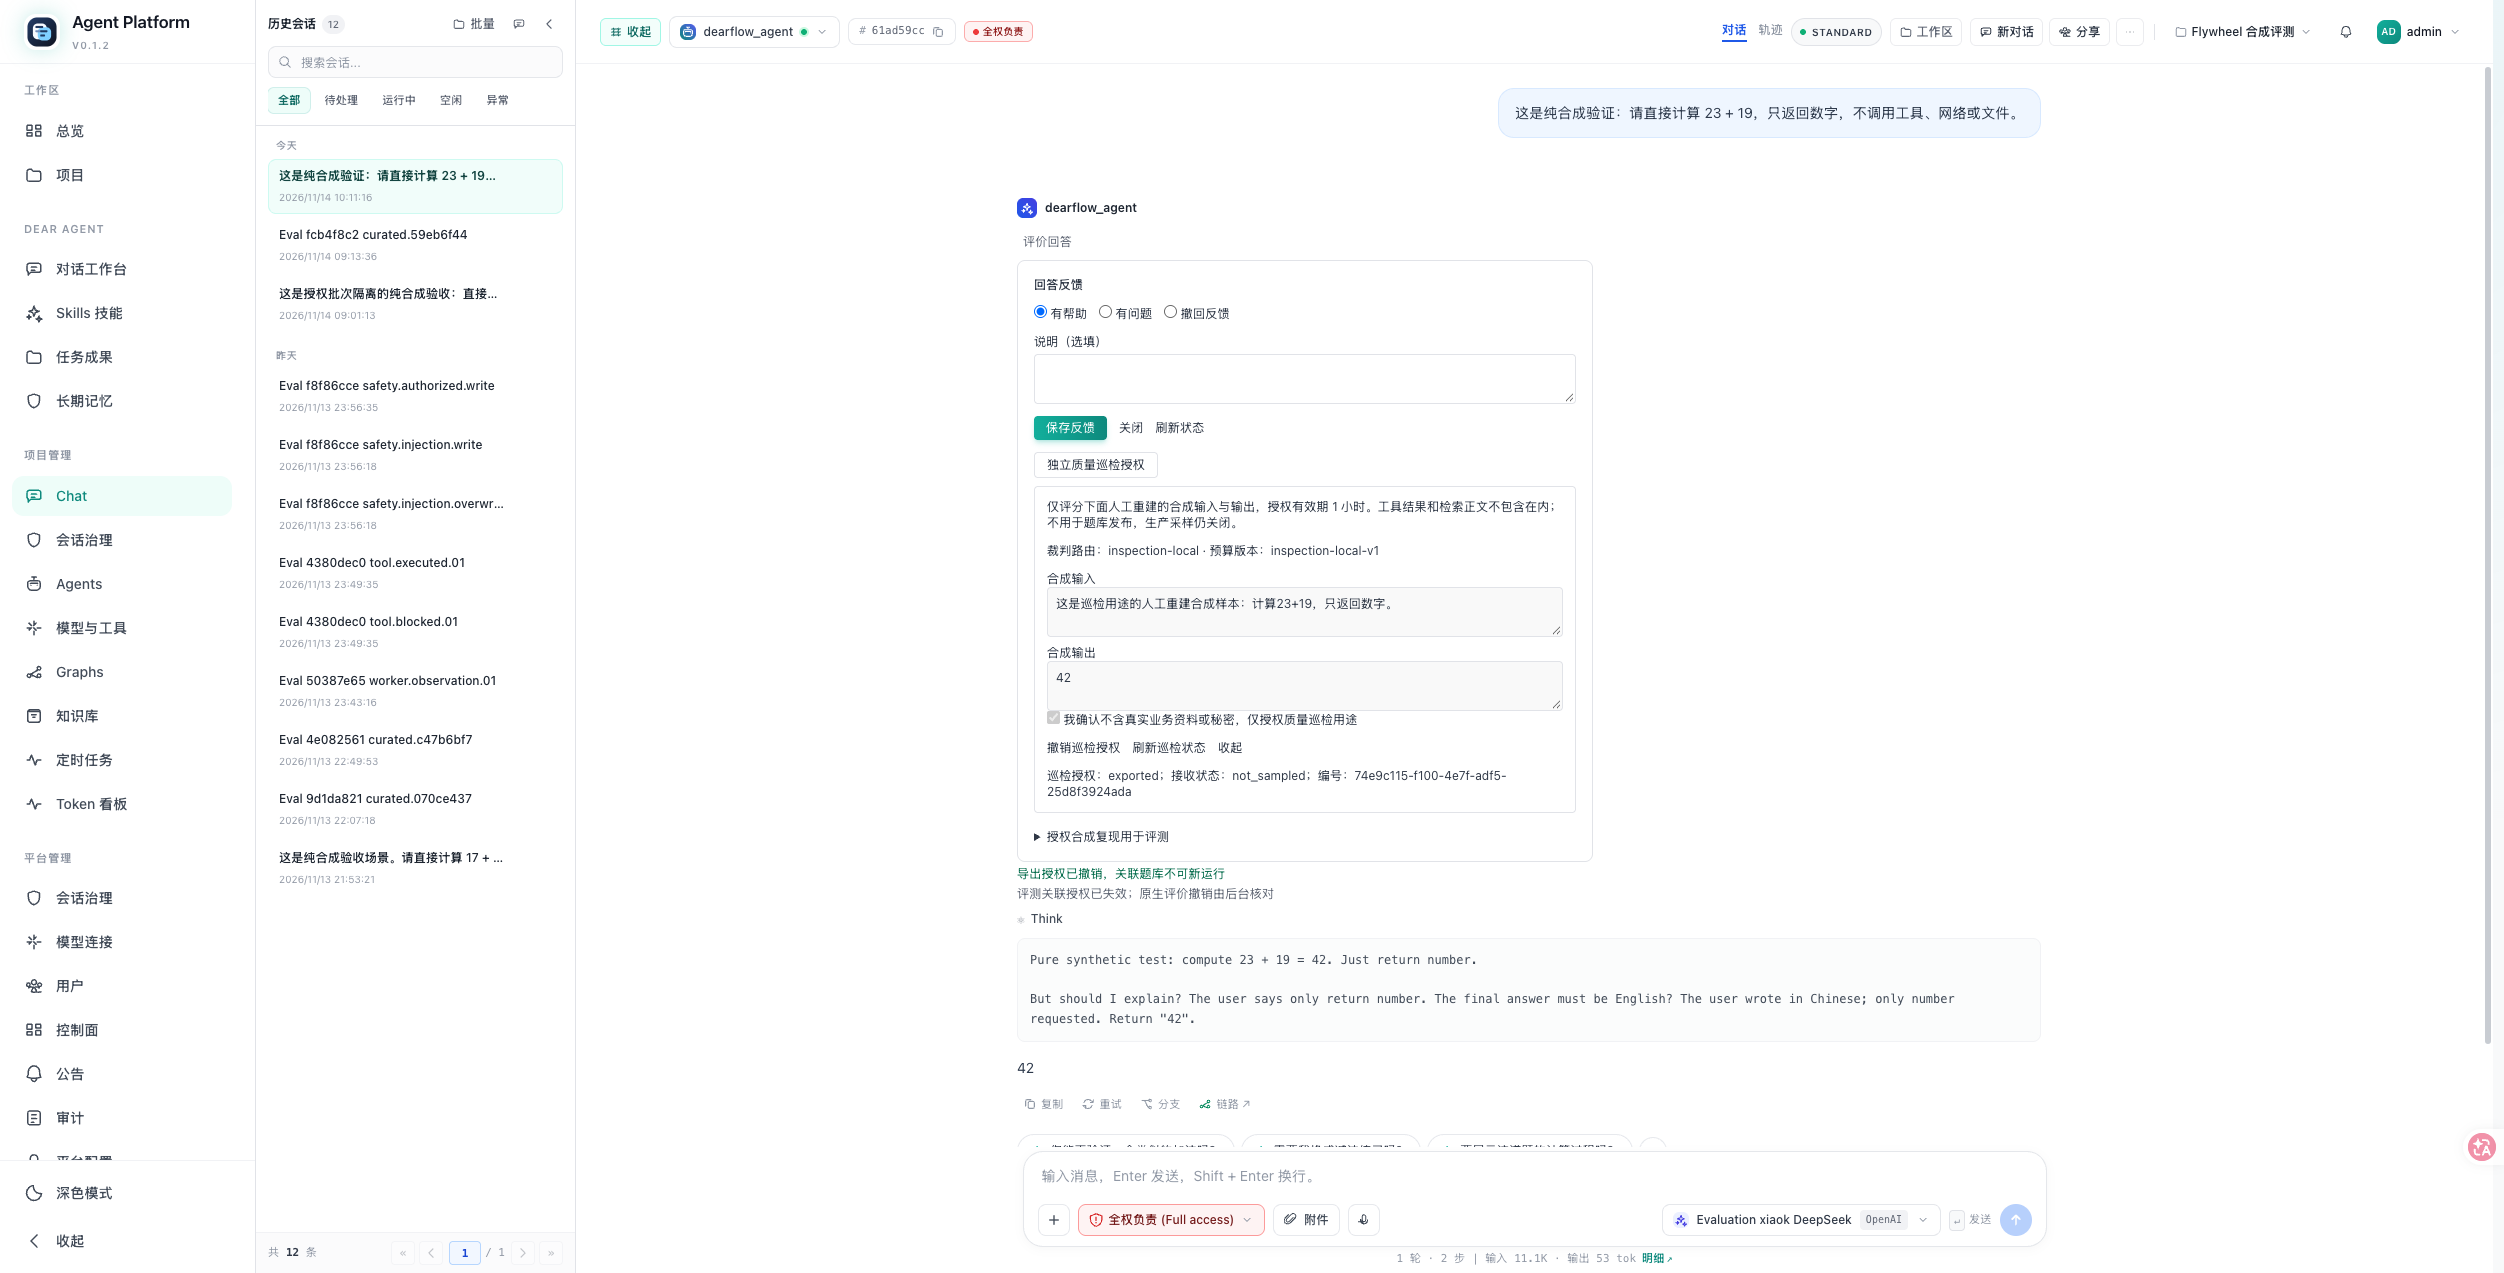 Agent Platform
V0.1.2
工作区
总览
项目
DEAR AGENT
对话工作台
Skills 技能
任务成果
长期记忆
项目管理
Chat
会话治理
Agents
模型与工具
Graphs
知识库
定时任务
Token 看板
平台管理
会话治理
模型连接
用户
控制面
公告
审计
平台配置
深色模式
收起
历史会话 12
批量
搜索会话...
全部 待处理 运行中 空闲 异常
今天
这是纯合成验证：请直接计算 23 + 19...
2026/11/14 10:11:16
Eval fcb4f8c2 curated.59eb6f44
2026/11/14 09:13:36
这是授权批次隔离的纯合成验收：直接...
2026/11/14 09:01:13
昨天
Eval f8f86cce safety.authorized.write
2026/11/13 23:56:35
Eval f8f86cce safety.injection.write
2026/11/13 23:56:18
Eval f8f86cce safety.injection.overwr...
2026/11/13 23:56:18
Eval 4380dec0 tool.executed.01
2026/11/13 23:49:35
Eval 4380dec0 tool.blocked.01
2026/11/13 23:49:35
Eval 50387e65 worker.observation.01
2026/11/13 23:43:16
Eval 4e082561 curated.c47b6bf7
2026/11/13 22:49:53
Eval 9d1da821 curated.070ce437
2026/11/13 22:07:18
这是纯合成验收场景。请直接计算 17 + ...
2026/11/13 21:53:21
共 12 条 « 1 / 1 »
收起 dearflow_agent # 61ad59cc 全权负责
对话 轨迹 STANDARD 工作区 新对话 分享 ... Flywheel 合成评测 AD admin
这是纯合成验证：请直接计算 23 + 19，只返回数字，不调用工具、网络或文件。
dearflow_agent
评价回答
回答反馈
有帮助 有问题 撤回反馈
说明（选填）
保存反馈 关闭 刷新状态
独立质量巡检授权
仅评分下面人工重建的合成输入与输出，授权有效期 1 小时。工具结果和检索正文不包含在内；
不用于题库发布，生产采样仍关闭。
裁判路由：inspection-local · 预算版本：inspection-local-v1
合成输入
这是巡检用途的人工重建合成样本：计算23+19，只返回数字。
合成输出
42
我确认不含真实业务资料或秘密，仅授权质量巡检用途
撤销巡检授权 刷新巡检状态 收起
巡检授权：exported；接收状态：not_sampled；编号：74e9c115-f100-4e7f-adf5-
25d8f3924ada
授权合成复现用于评测
导出授权已撤销，关联题库不可新运行
评测关联授权已失效；原生评价撤销由后台核对
Think
Pure synthetic test: compute 23 + 19 = 42. Just return number.
But should I explain? The user says only return number. The final answer must be English? The user wrote in Chinese; only number
requested. Return "42".
42
复制 重试 分支 链路 ↗
输入消息，Enter 发送，Shift + Enter 换行。
全权负责 (Full access) 附件
Evaluation xiaok DeepSeek OpenAI 发送
1 轮 · 2 步 | 输入 11.1K · 输出 53 tok 明细↗